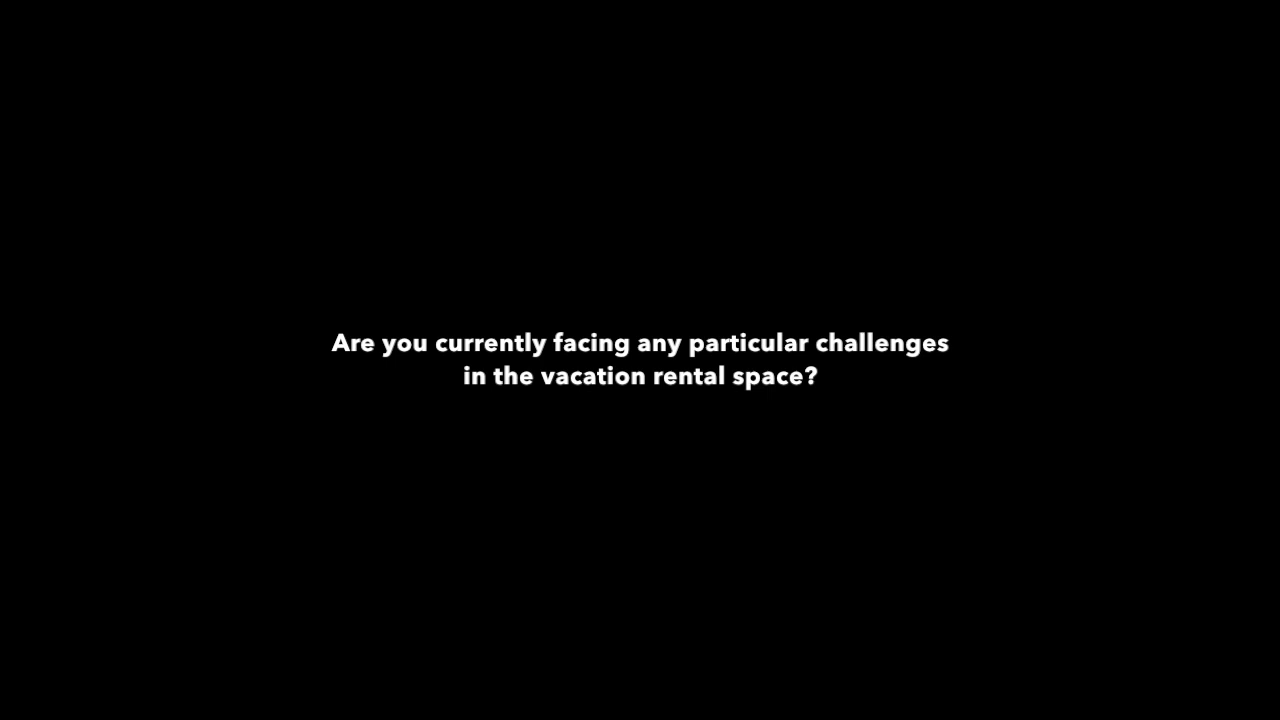 Are you currently facing any particular challenges
in the vacation rental space?